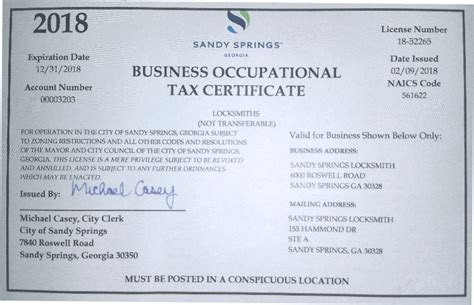 2018
SANDY SPRINGS
GEORGIA
License Number
18-52265
Expiration Date
12/31/2018
Date Issued
02/09/2018
Account Number
00003203
NAICS Code
561622
BUSINESS OCCUPATIONAL
TAX CERTIFICATE
LOCKSMITHS
(NOT TRANSFERABLE)
FOR OPERATION IN THE CITY OF SANDY SPRINGS, GEORGIA SUBJECT
TO ZONING RESTRICTIONS AND ALL OTHER CODES AND RESOLUTIONS
OF THE MAYOR AND CITY COUNCIL OF THE CITY OF SANDY SPRINGS,
GEORGIA. THIS LICENSE IS A MERE PRIVILEGE SUBJECT TO BE REVOKED
AND ANNULLED, AND IS SUBJECT TO ANY FURTHER ORDINANCES
WHICH MAY BE ENACTED.
Issued By: Michael Casey
Michael Casey, City Clerk
City of Sandy Springs
7840 Roswell Road
Sandy Springs, Georgia 30350
Valid for Business Shown Below Only:
BUSINESS ADDRESS:
SANDY SPRINGS LOCKSMITH
6000 ROSWELL ROAD
SANDY SPRINGS GA 30328
MAILING ADDRESS:
SANDY SPRINGS LOCKSMITH
155 HAMMOND DR
STE A
SANDY SPRINGS, GA 30328
MUST BE POSTED IN A CONSPICUOUS LOCATION